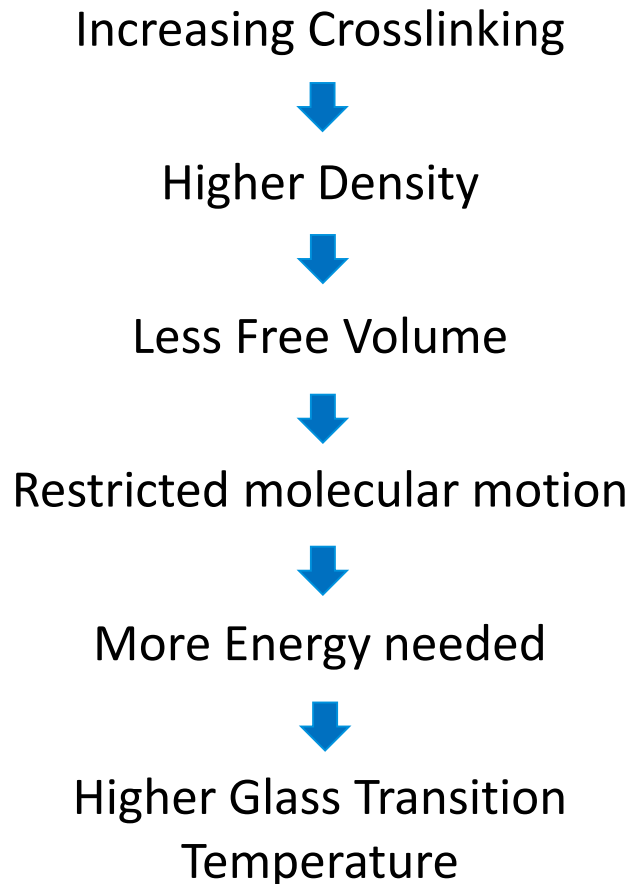 Increasing Crosslinking
Higher Density
Less Free Volume
Restricted molecular motion
More Energy needed
Higher Glass Transition
Temperature